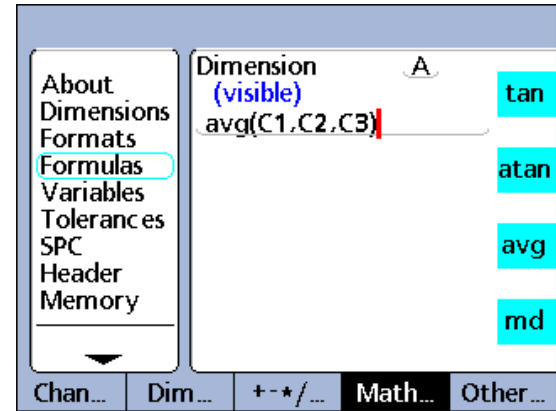 About
Dimensions
Formats
Formulas
Variables
Tolerances
SPC
Header
Memory
Dimension A
(visible)
avg(C1,C2,C3)
tan
atan
avg
md
Chan... Dim... +-*/... Math... Other...